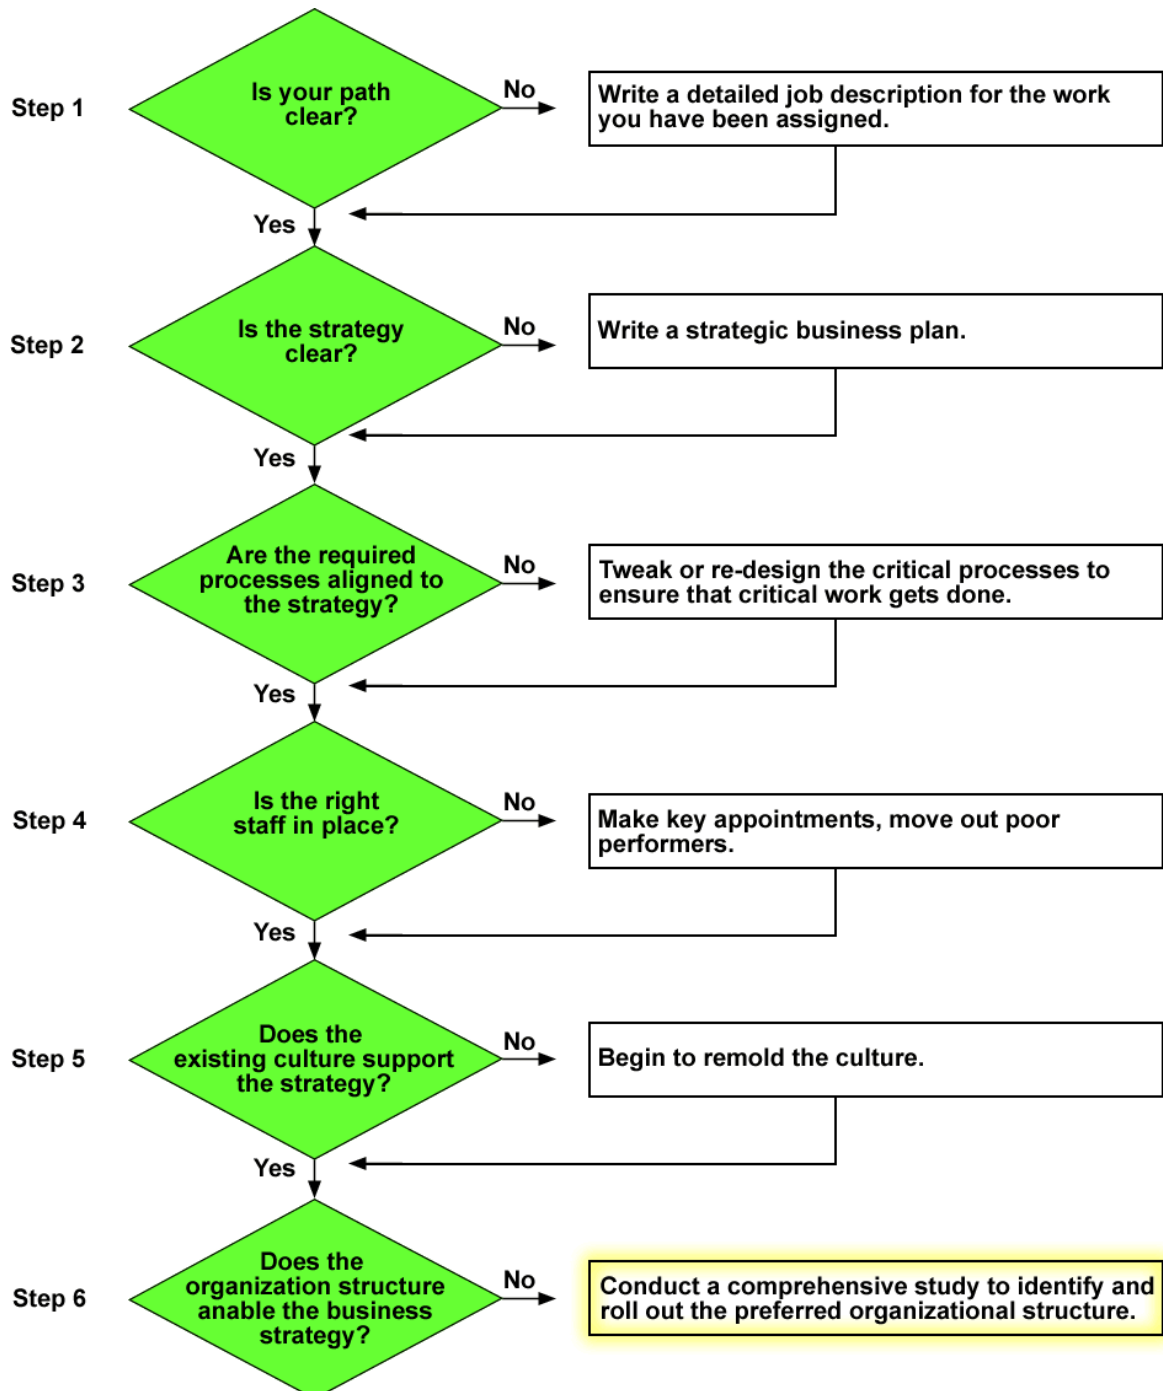 Step 1
Is your path
clear?
No
Write a detailed job description for the work
you have been assigned.
Yes
Step 2
Is the strategy
clear?
No
Write a strategic business plan.
Yes
Step 3
Are the required
processes aligned to
the strategy?
No
Tweak or re-design the critical processes to
ensure that critical work gets done.
Yes
Step 4
Is the right
staff in place?
No
Make key appointments, move out poor
performers.
Yes
Step 5
Does the
existing culture support
the strategy?
No
Begin to remold the culture.
Yes
Step 6
Does the
organization structure
anable the business
strategy?
No
Conduct a comprehensive study to identify and
roll out the preferred organizational structure.